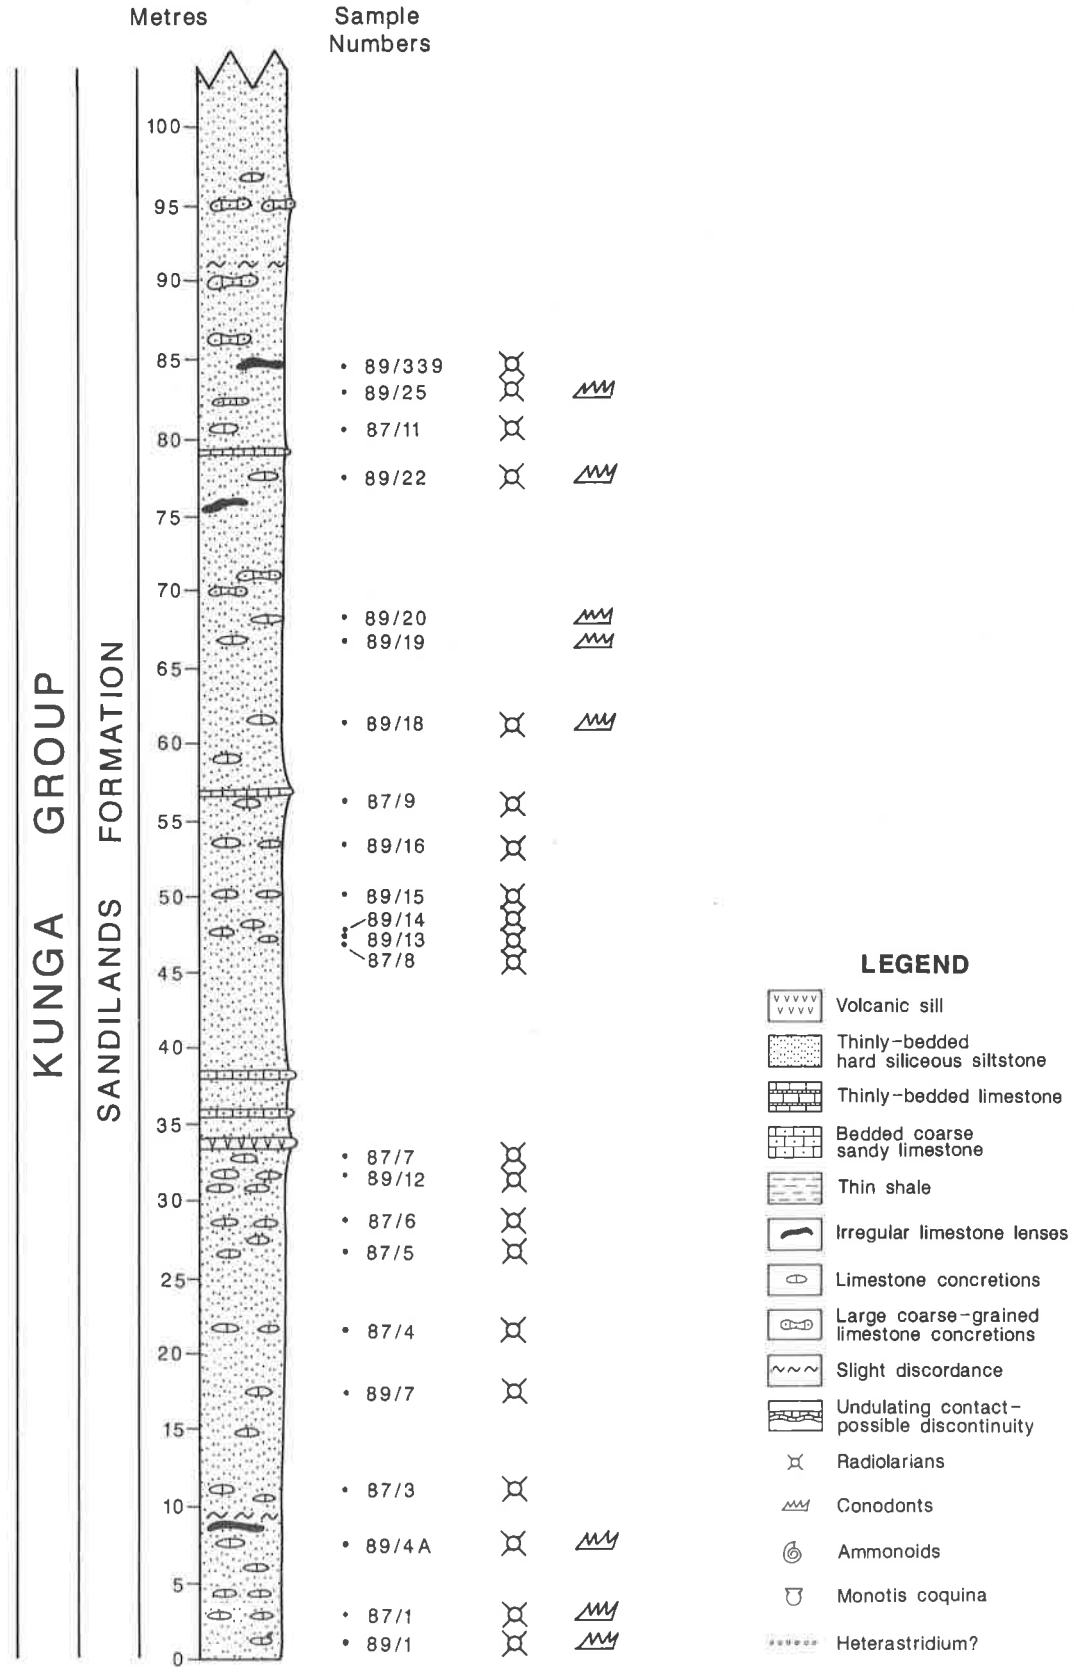 Metres
Sample
Numbers
100
95
90
85
80
75
70
65
60
55
50
45
40
35
30
25
20
15
10
5
0
KUNGA GROUP
SANDILANDS FORMATION
89/339
89/25
87/11
89/22
89/20
89/19
89/18
87/9
89/16
89/15
89/14
89/13
87/8
87/7
89/12
87/6
87/5
87/4
89/7
87/3
89/4A
87/1
89/1
LEGEND
Volcanic sill
Thinly-bedded
hard siliceous siltstone
Thinly-bedded limestone
Bedded coarse
sandy limestone
Thin shale
Irregular limestone lenses
Limestone concretions
Large coarse-grained
limestone concretions
Slight discordance
Undulating contact-
possible discontinuity
Radiolarians
Conodonts
Ammonoids
Monotis coquina
Heterastridium?